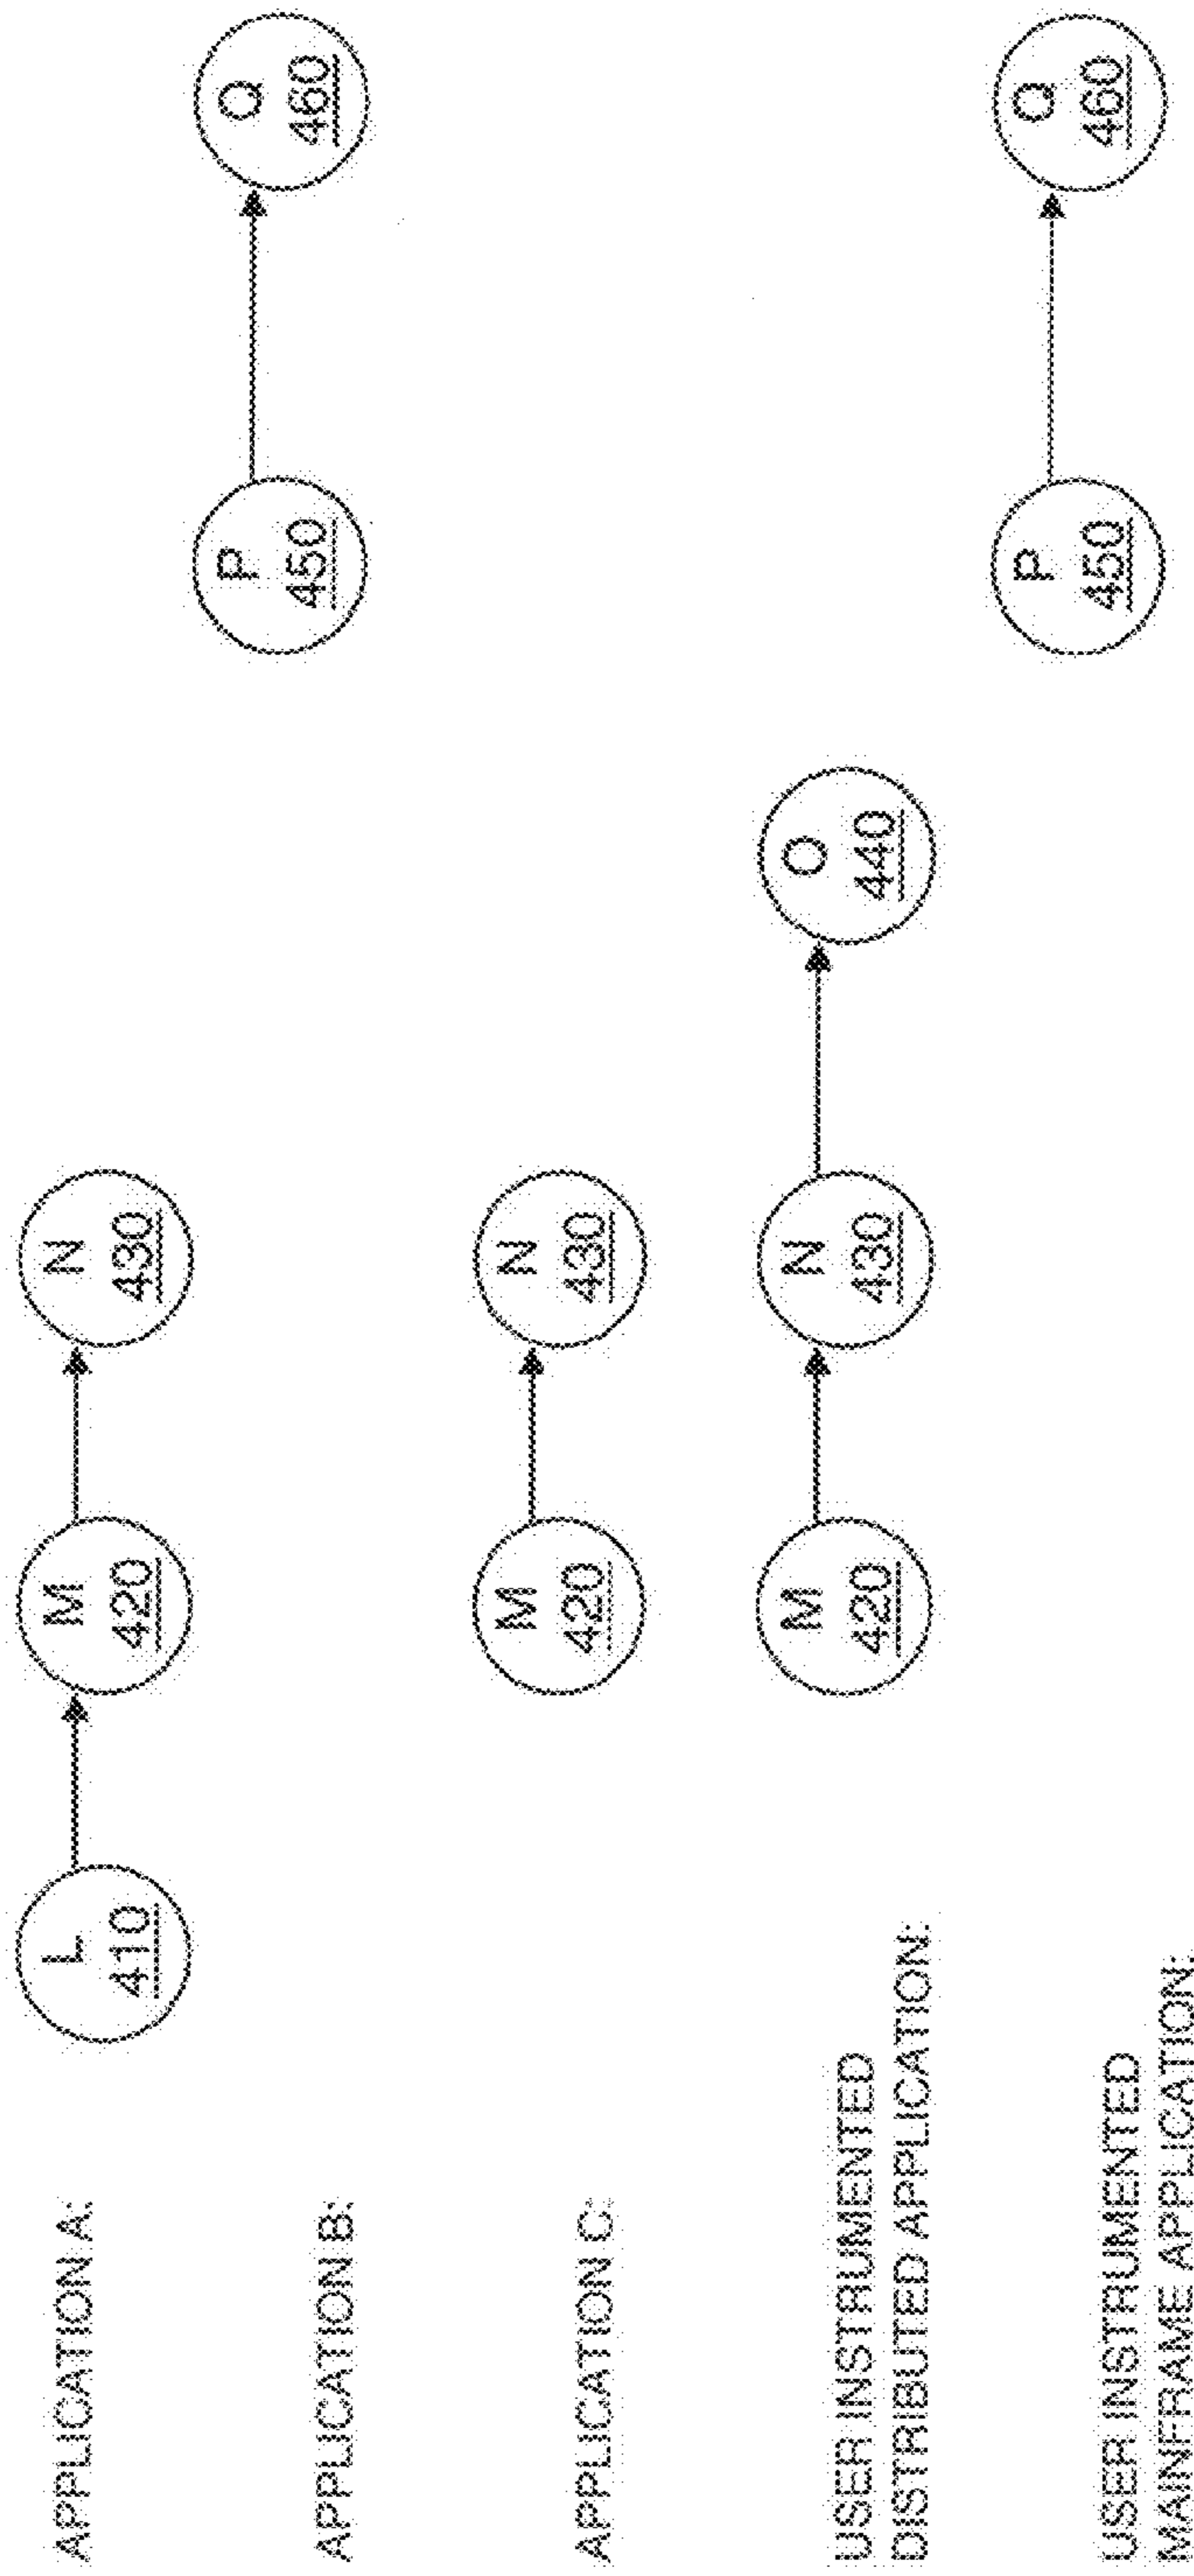 APPLICATION A:
L
410
M
420
N
430
APPLICATION B:
P
450
Q
460
APPLICATION C:
M
420
N
430
USER INSTRUMENTED
DISTRIBUTED APPLICATION:
M
420
N
430
O
440
USER INSTRUMENTED
MAINFRAME APPLICATION:
P
450
Q
460